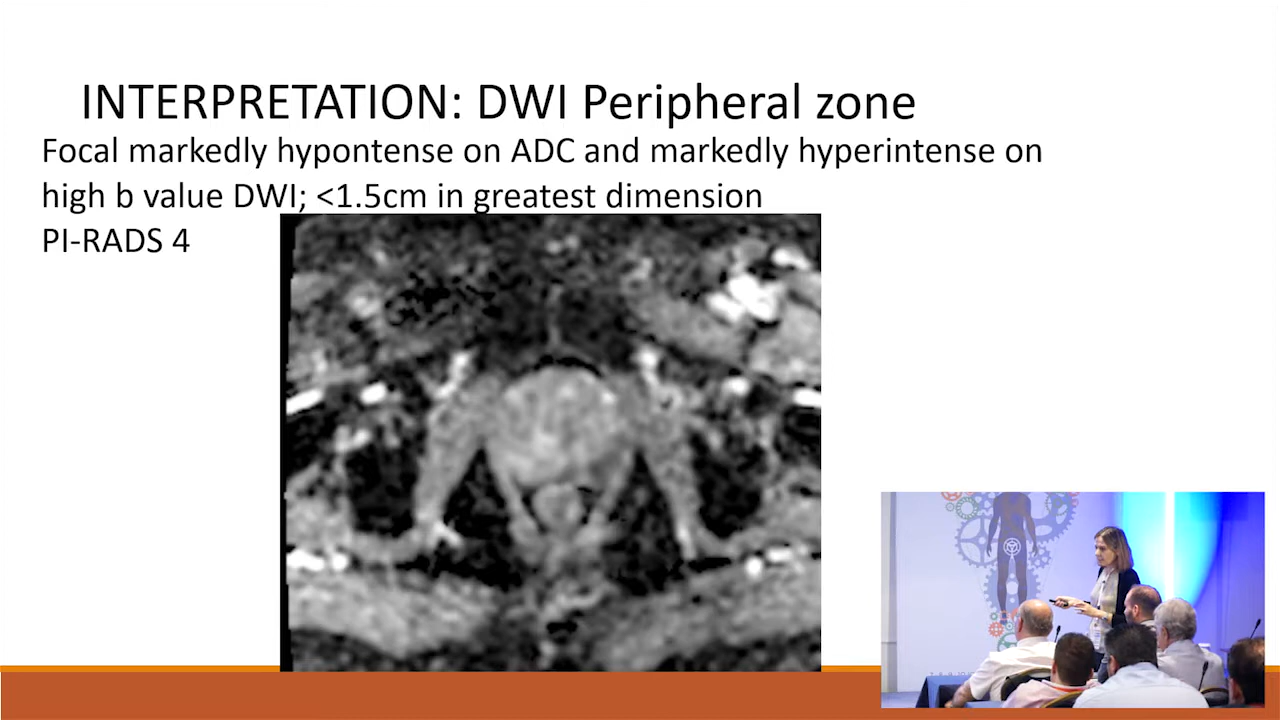 INTERPRETATION: DWI Peripheral zone
Focal markedly hypontense on ADC and markedly hyperintense on
high b value DWI; <1.5cm in greatest dimension
PI-RADS 4